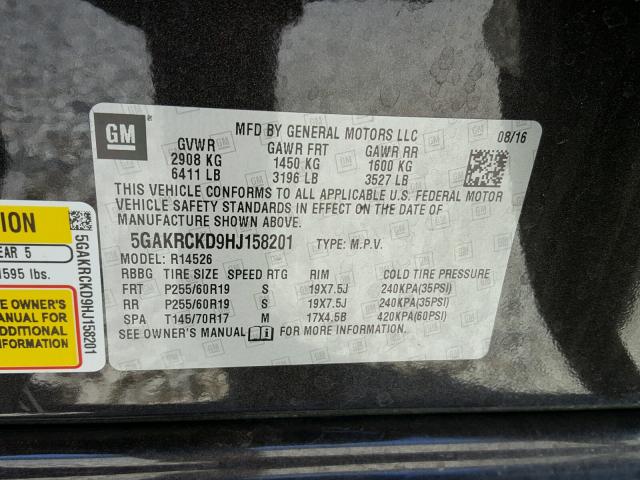 GM
MFD BY GENERAL MOTORS LLC 08/16
GVWR GAWR FRT GAWR RR
2908 KG 1450 KG 1600 KG
6411 LB 3196 LB 3527 LB
THIS VEHICLE CONFORMS TO ALL APPLICABLE U.S. FEDERAL MOTOR
VEHICLE SAFETY STANDARDS IN EFFECT ON THE DATE OF
MANUFACTURE SHOWN ABOVE.
5GAKRCKD9HJ158201 TYPE: M.P.V.
MODEL: R14526
RBBG TIRE SIZE SPEED RTG RIM COLD TIRE PRESSURE
FRT P255/60R19 S 19X7.5J 240KPA(35PSI)
RR P255/60R19 S 19X7.5J 240KPA(35PSI)
SPA T145/70R17 M 17X4.5B 420KPA(60PSI)
SEE OWNER'S MANUAL FOR MORE INFORMATION.
ION
EAR 5
595 lbs.
E OWNER'S
UAL FOR
DDITIONAL
ORMATION
5GAKRCKD9HJ158201